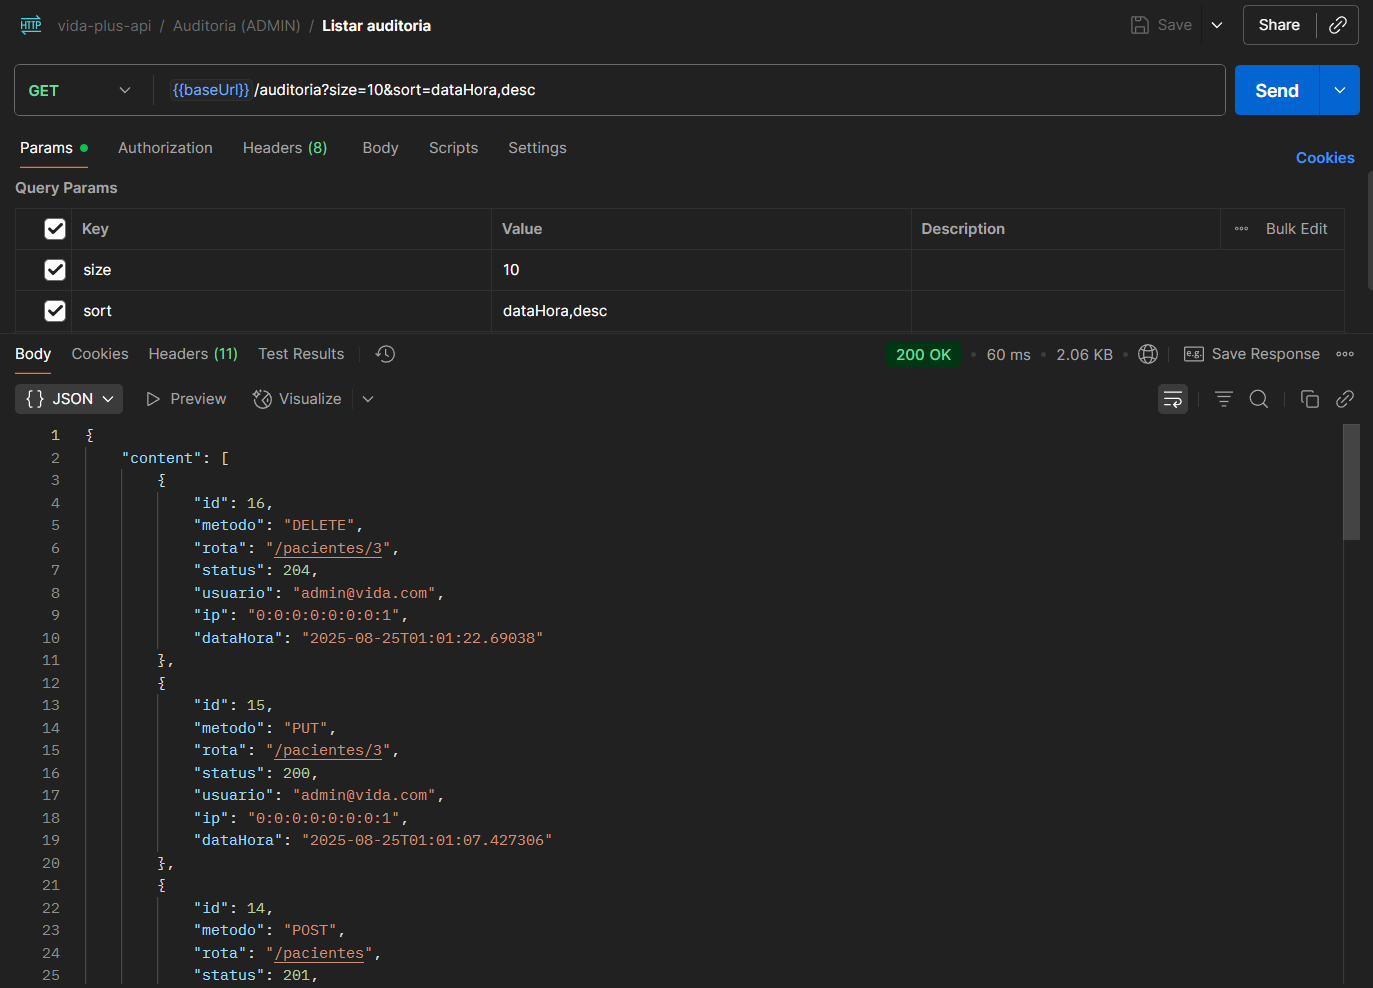 HTTP vida-plus-api / Auditoria (ADMIN) / Listar auditoria Save Share
GET {{baseUrl}} /auditoria?size=10&sort=dataHora,desc Send
Params Authorization Headers (8) Body Scripts Settings Cookies
Query Params
Key Value Description Bulk Edit
size 10
sort dataHora,desc
Body Cookies Headers (11) Test Results 200 OK 60 ms 2.06 KB e.g. Save Response
{} JSON Preview Visualize
1 {
2 "content": [
3 {
4 "id": 16,
5 "metodo": "DELETE",
6 "rota": "/pacientes/3",
7 "status": 204,
8 "usuario": "admin@vida.com",
9 "ip": "0:0:0:0:0:0:0:1",
10 "dataHora": "2025-08-25T01:01:22.69038"
11 },
12 {
13 "id": 15,
14 "metodo": "PUT",
15 "rota": "/pacientes/3",
16 "status": 200,
17 "usuario": "admin@vida.com",
18 "ip": "0:0:0:0:0:0:0:1",
19 "dataHora": "2025-08-25T01:01:07.427306"
20 },
21 {
22 "id": 14,
23 "metodo": "POST",
24 "rota": "/pacientes",
25 "status": 201,